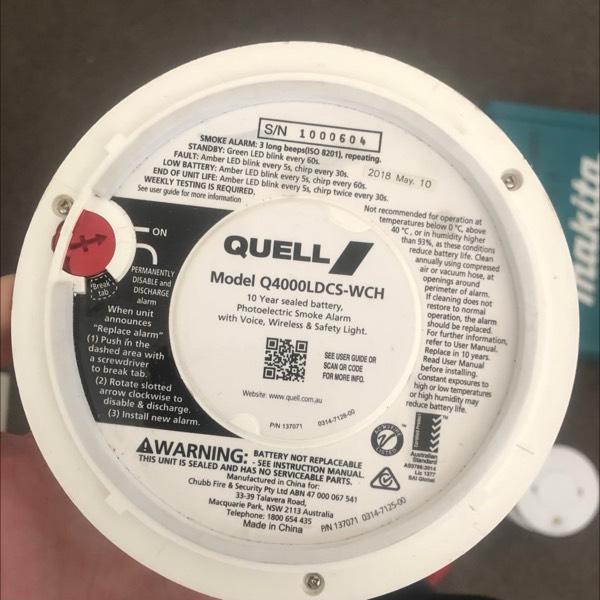 S/N 1000604
SMOKE ALARM: 3 long beeps(ISO 8201), repeating.
STANDBY: Green LED blink every 60s.
FAULT: Amber LED blink every 5s, chirp every 30s.
LOW BATTERY: Amber LED blink every 5s, chirp every 60s.
END OF UNIT LIFE: Amber LED blink every 5s, chirp twice every 30s.
WEEKLY TESTING IS REQUIRED.
See user guide for more information
2018 May. 10
Not recommended for operation at
temperatures below 0 °C, above
40 °C, or in humidity higher
than 93%, as these conditions
reduce battery life. Clean
annually using compressed
air or vacuum hose, at
openings around
perimeter of alarm.
If cleaning does not
restore to normal
operation, the alarm
should be replaced.
For further information,
refer to User Manual.
Replace in 10 years.
Read User Manual
before installing.
Constant exposures to
high or low temperatures
or high humidity may
reduce battery life.
ON
PERMANENTLY
DISABLE and
DISCHARGE
alarm
Break
tab
When unit
announces
"Replace alarm"
(1) Push in the
dashed area with
a screwdriver
to break tab.
(2) Rotate slotted
arrow clockwise to
disable & discharge.
(3) Install new alarm.
QUELL
Model Q4000LDCS-WCH
10 Year sealed battery,
Photoelectric Smoke Alarm
with Voice, Wireless & Safety Light.
SEE USER GUIDE OR
SCAN QR CODE
FOR MORE INFO.
Website: www.quell.com.au
P/N 137071 0314-7128-00
WARNING: BATTERY NOT REPLACEABLE
- SEE INSTRUCTION MANUAL.
THIS UNIT IS SEALED AND HAS NO SERVICEABLE PARTS.
Manufactured in China for:
Chubb Fire & Security Pty Ltd ABN 47 000 067 541
33-39 Talavera Road,
Macquarie Park, NSW 2113 Australia
Telephone: 1800 654 435
Made in China
P/N 137071 0314-7125-00
Australian
Standard
AS3786:2014
Lic 1377
SAI Global
makita